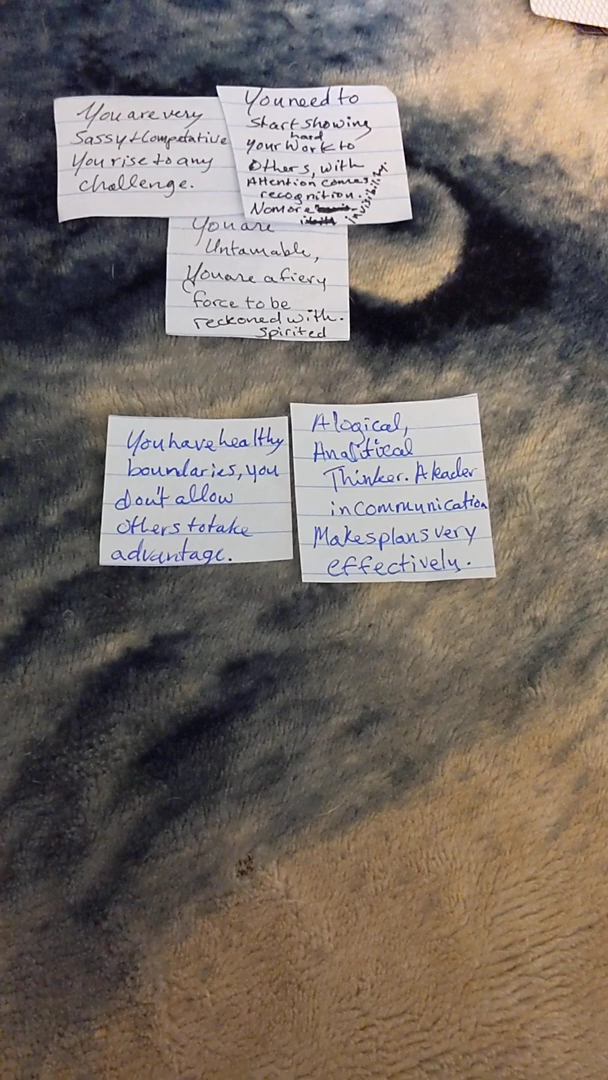 You are very
Sassy + Competative
You rise to any
challenge.
You need to
Start showing
hard
your work to
others, with
Attention comes
recognition.
No more
invisibility.
You are
Untamable,
You are a fiery
force to be
reckoned with.
spirited
You have healthy
boundaries, you
don't allow
others to take
advantage.
A logical,
Analitical
Thinker. A leader
in communication
Makes plans very
effectively.